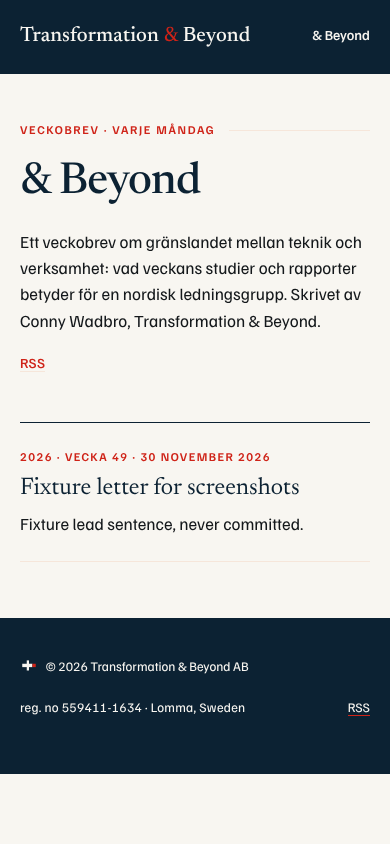 Transformation & Beyond
& Beyond
VECKOBREV · VARJE MÅNDAG
& Beyond
Ett veckobrev om gränslandet mellan teknik och
verksamhet: vad veckans studier och rapporter
betyder för en nordisk ledningsgrupp. Skrivet av
Conny Wadbro, Transformation & Beyond.
RSS
2026 · VECKA 49 · 30 NOVEMBER 2026
Fixture letter for screenshots
Fixture lead sentence, never committed.
© 2026 Transformation & Beyond AB
reg. no 559411-1634 · Lomma, Sweden
RSS